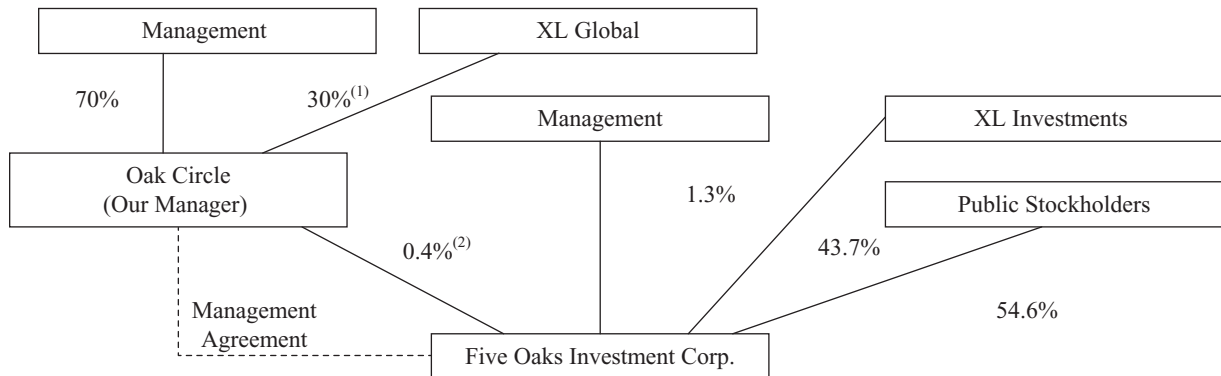 Management
XL Global
70%
30%(1)
Management
XL Investments
Oak Circle
(Our Manager)
1.3%
Public Stockholders
0.4%(2)
43.7%
Management
Agreement
54.6%
Five Oaks Investment Corp.